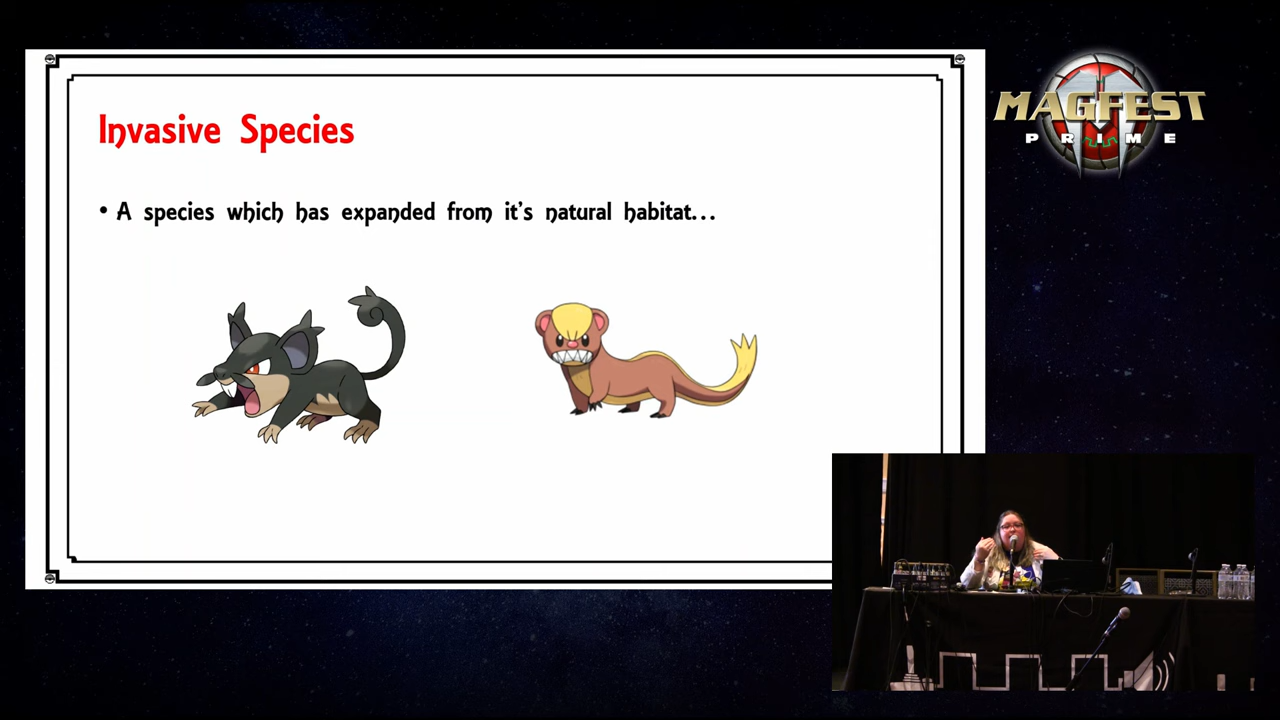 Invasive Species
• A species which has expanded from it's natural habitat...
MAGFEST
PRIME